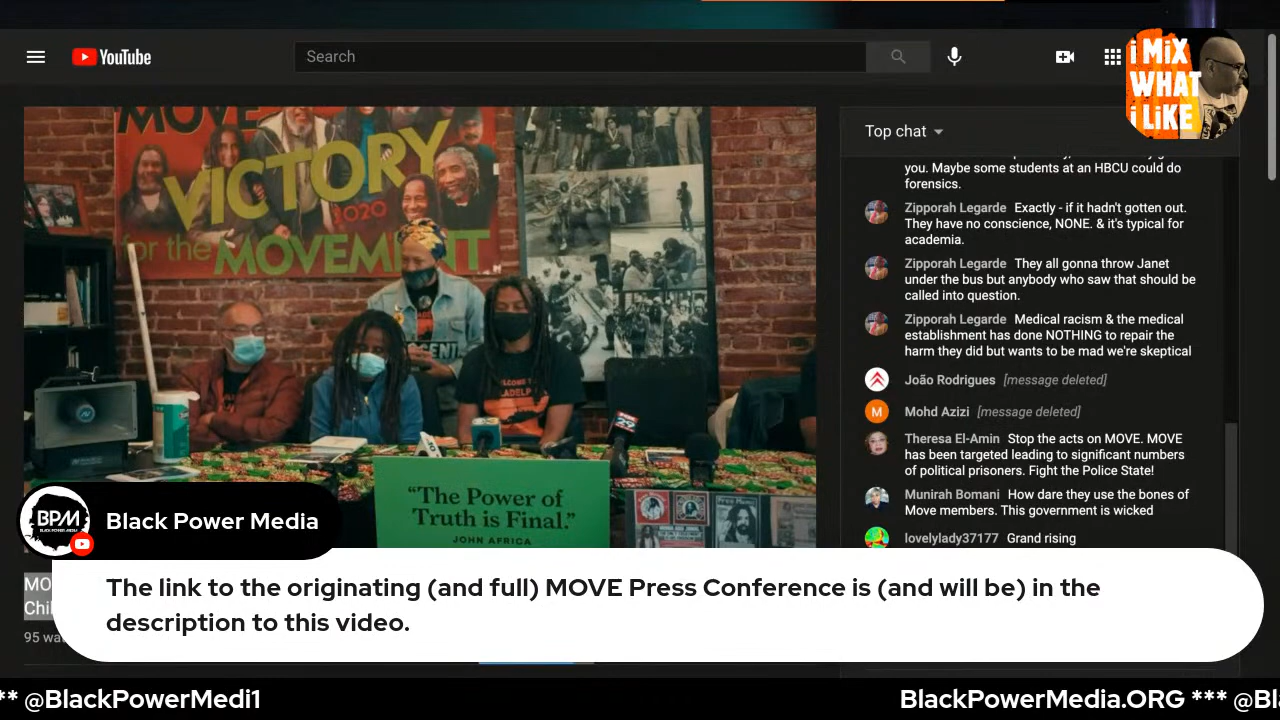 YouTube
Search
i MiX
WHAT
i LiKE
MOVE
VICTORY
2020
for the MOVEMENT
"The Power of
Truth is Final."
JOHN AFRICA
Top chat
you. Maybe some students at an HBCU could do
forensics.
Zipporah Legarde Exactly - if it hadn't gotten out.
They have no conscience, NONE. & it's typical for
academia.
Zipporah Legarde They all gonna throw Janet
under the bus but anybody who saw that should be
called into question.
Zipporah Legarde Medical racism & the medical
establishment has done NOTHING to repair the
harm they did but wants to be mad we're skeptical
João Rodrigues [message deleted]
M Mohd Azizi [message deleted]
Theresa El-Amin Stop the acts on MOVE. MOVE
has been targeted leading to significant numbers
of political prisoners. Fight the Police State!
Munirah Bomani How dare they use the bones of
Move members. This government is wicked
lovelylady37177 Grand rising
BPM
BLACK POWER MEDIA
Black Power Media
The link to the originating (and full) MOVE Press Conference is (and will be) in the
description to this video.
MO
Chil
95 wa
** @BlackPowerMedi1
BlackPowerMedia.ORG *** @Bl